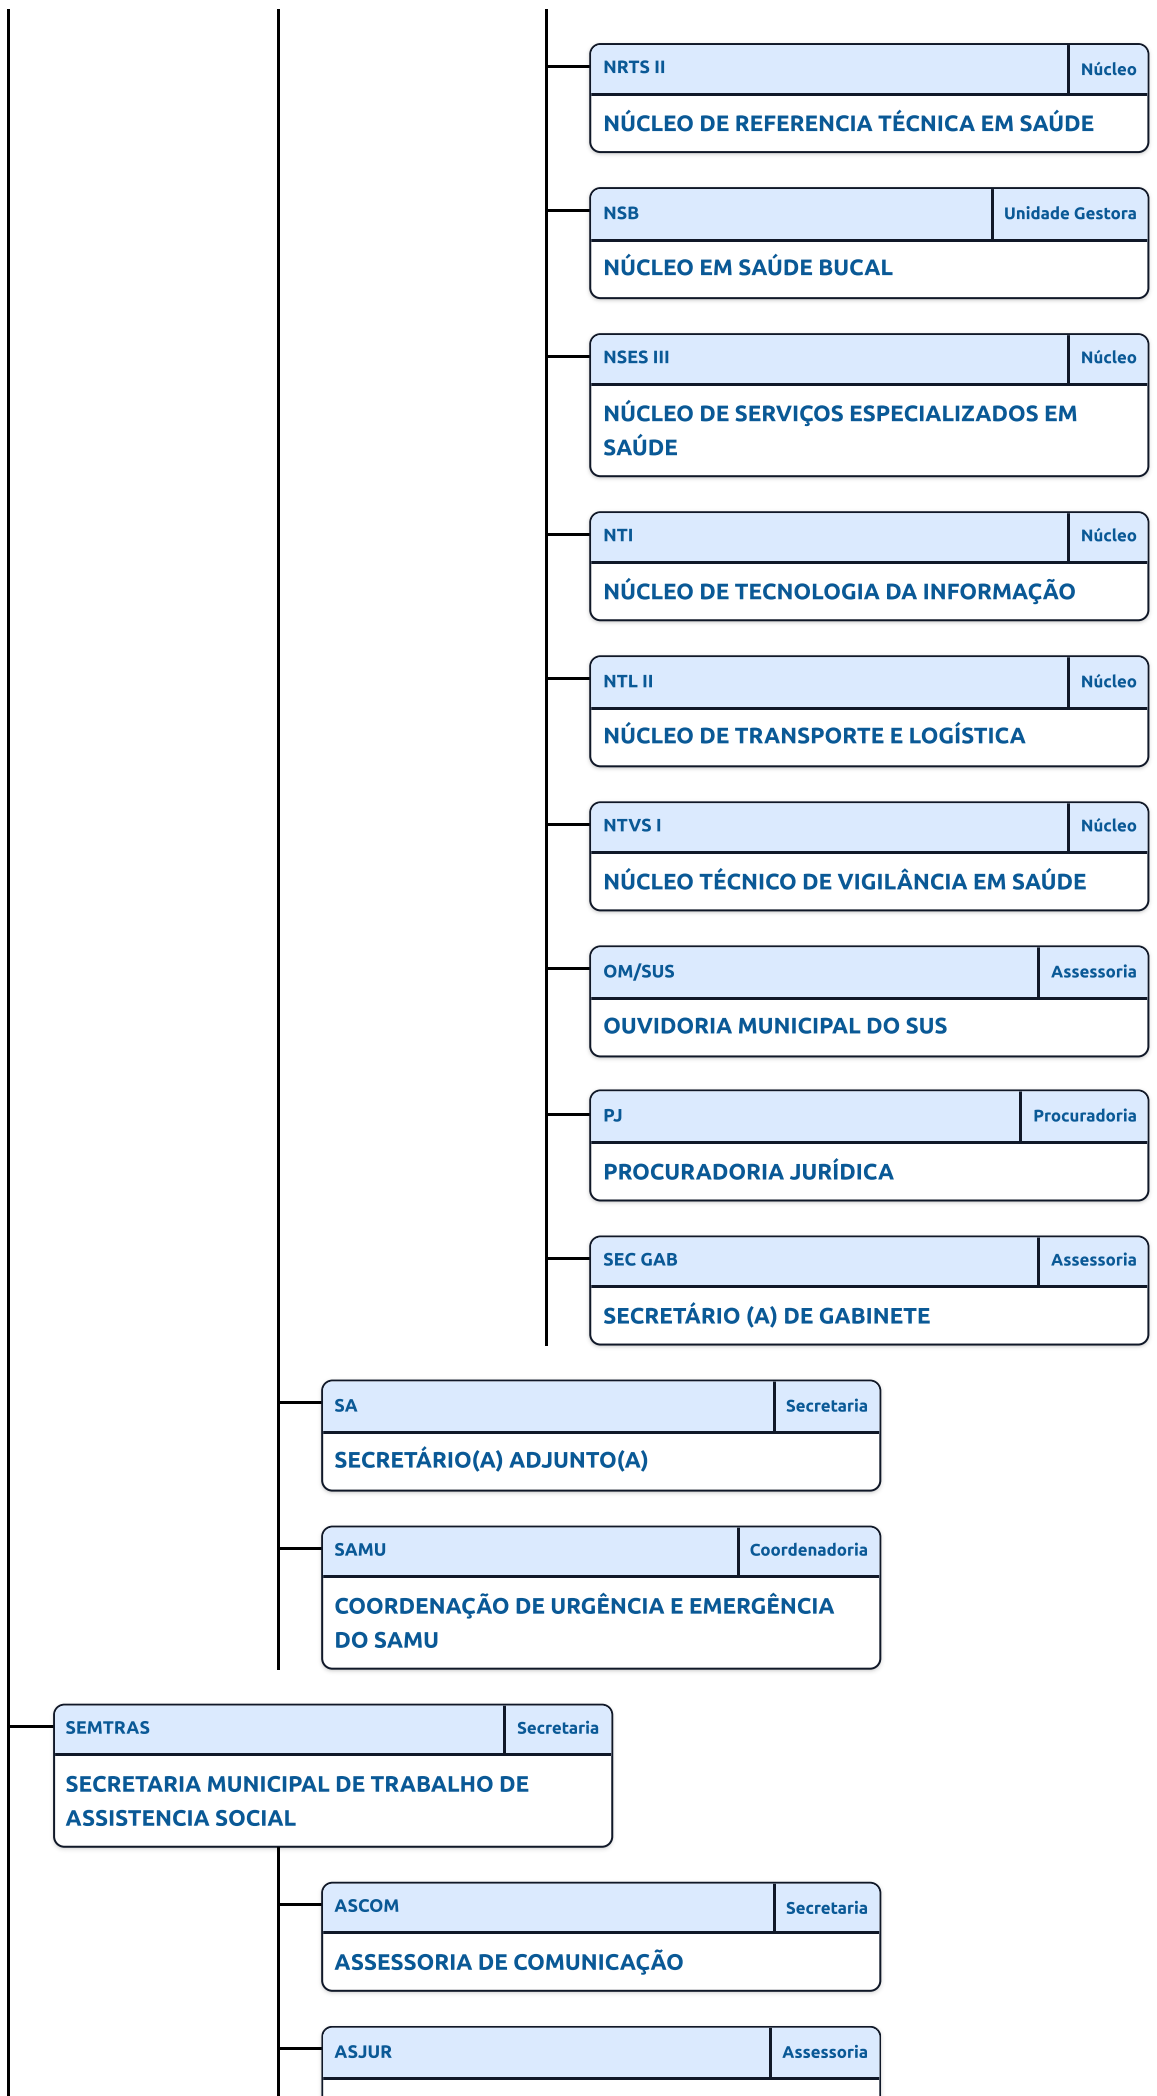 NRTS II Núcleo
NÚCLEO DE REFERENCIA TÉCNICA EM SAÚDE
NSB Unidade Gestora
NÚCLEO EM SAÚDE BUCAL
NSES III Núcleo
NÚCLEO DE SERVIÇOS ESPECIALIZADOS EM
SAÚDE
NTI Núcleo
NÚCLEO DE TECNOLOGIA DA INFORMAÇÃO
NTL II Núcleo
NÚCLEO DE TRANSPORTE E LOGÍSTICA
NTVS I Núcleo
NÚCLEO TÉCNICO DE VIGILÂNCIA EM SAÚDE
OM/SUS Assessoria
OUVIDORIA MUNICIPAL DO SUS
PJ Procuradoria
PROCURADORIA JURÍDICA
SEC GAB Assessoria
SECRETÁRIO (A) DE GABINETE
SA Secretaria
SECRETÁRIO(A) ADJUNTO(A)
SAMU Coordenadoria
COORDENAÇÃO DE URGÊNCIA E EMERGÊNCIA
DO SAMU
SEMTRAS Secretaria
SECRETARIA MUNICIPAL DE TRABALHO DE
ASSISTENCIA SOCIAL
ASCOM Secretaria
ASSESSORIA DE COMUNICAÇÃO
ASJUR Assessoria